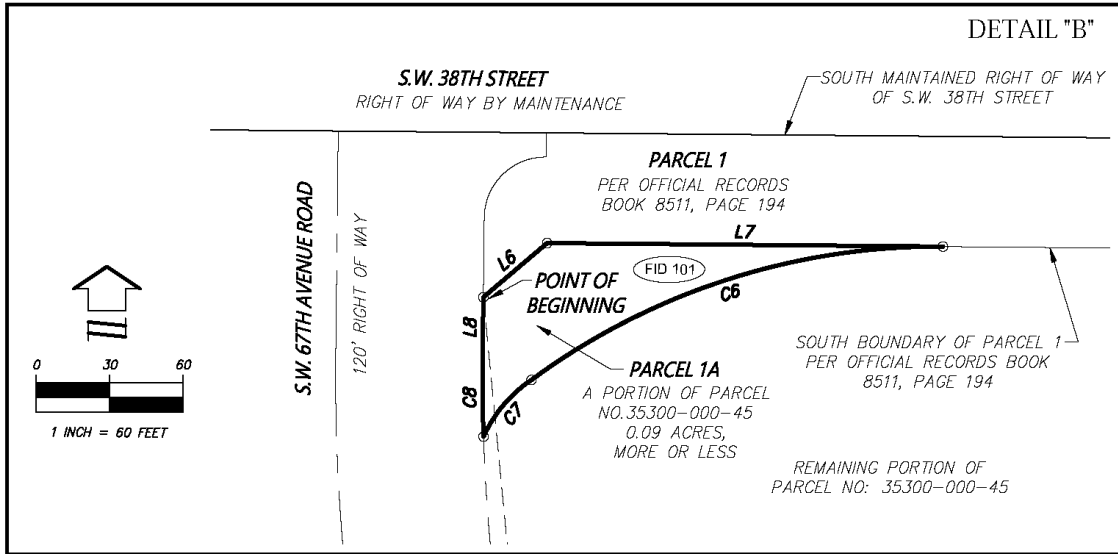 DETAIL "B"
S.W. 38TH STREET
RIGHT OF WAY BY MAINTENANCE
SOUTH MAINTAINED RIGHT OF WAY
OF S.W. 38TH STREET
PARCEL 1
PER OFFICIAL RECORDS
BOOK 8511, PAGE 194
S.W. 67TH AVENUE ROAD
120' RIGHT OF WAY
L6
L7
FID 101
C6
POINT OF
BEGINNING
L8
C8
C7
PARCEL 1A
A PORTION OF PARCEL
NO.35300-000-45
0.09 ACRES,
MORE OR LESS
SOUTH BOUNDARY OF PARCEL 1
PER OFFICIAL RECORDS BOOK
8511, PAGE 194
REMAINING PORTION OF
PARCEL NO: 35300-000-45
0 30 60
1 INCH = 60 FEET